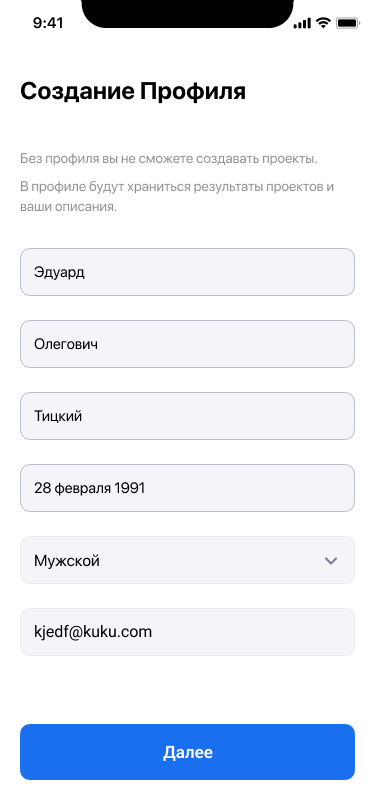 9:41
Создание Профиля
Без профиля вы не сможете создавать проекты.
В профиле будут храниться результаты проектов и
ваши описания.
Эдуард
Олегович
Тицкий
28 февраля 1991
Мужской
kjedf@kuku.com
Далее